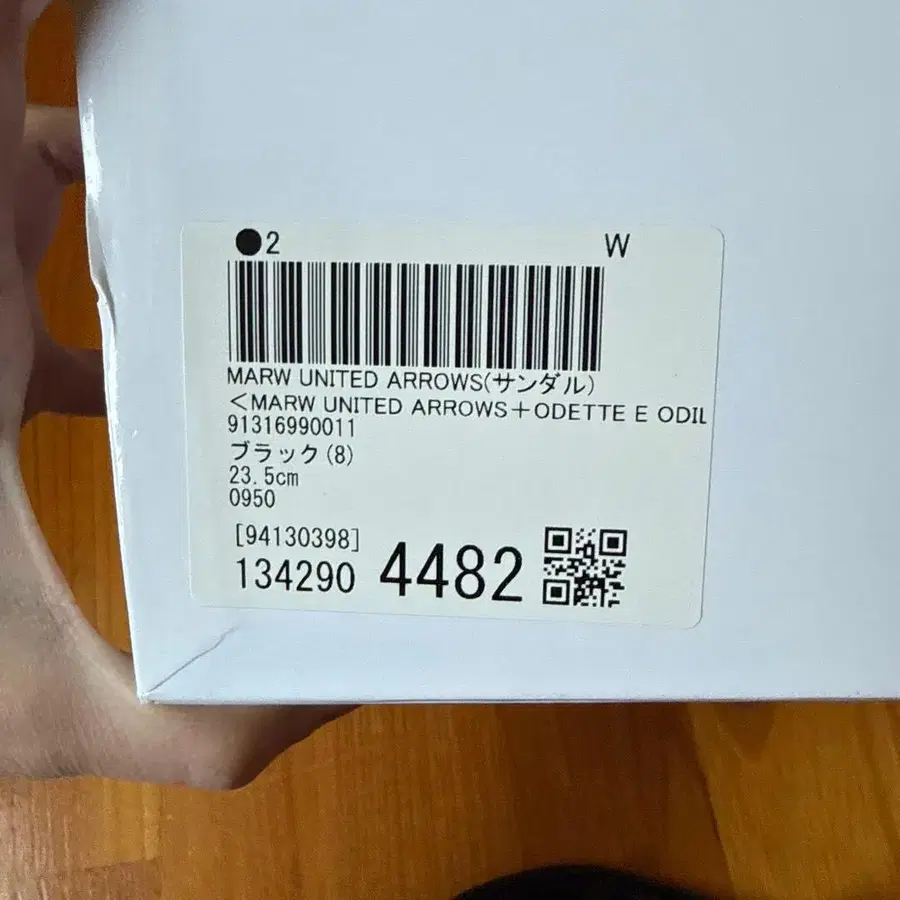 ●2 W
MARW UNITED ARROWS(サンダル)
<MARW UNITED ARROWS+ODETTE E ODIL
91316990011
ブラック(8)
23.5cm
0950
[94130398]
134290 4482